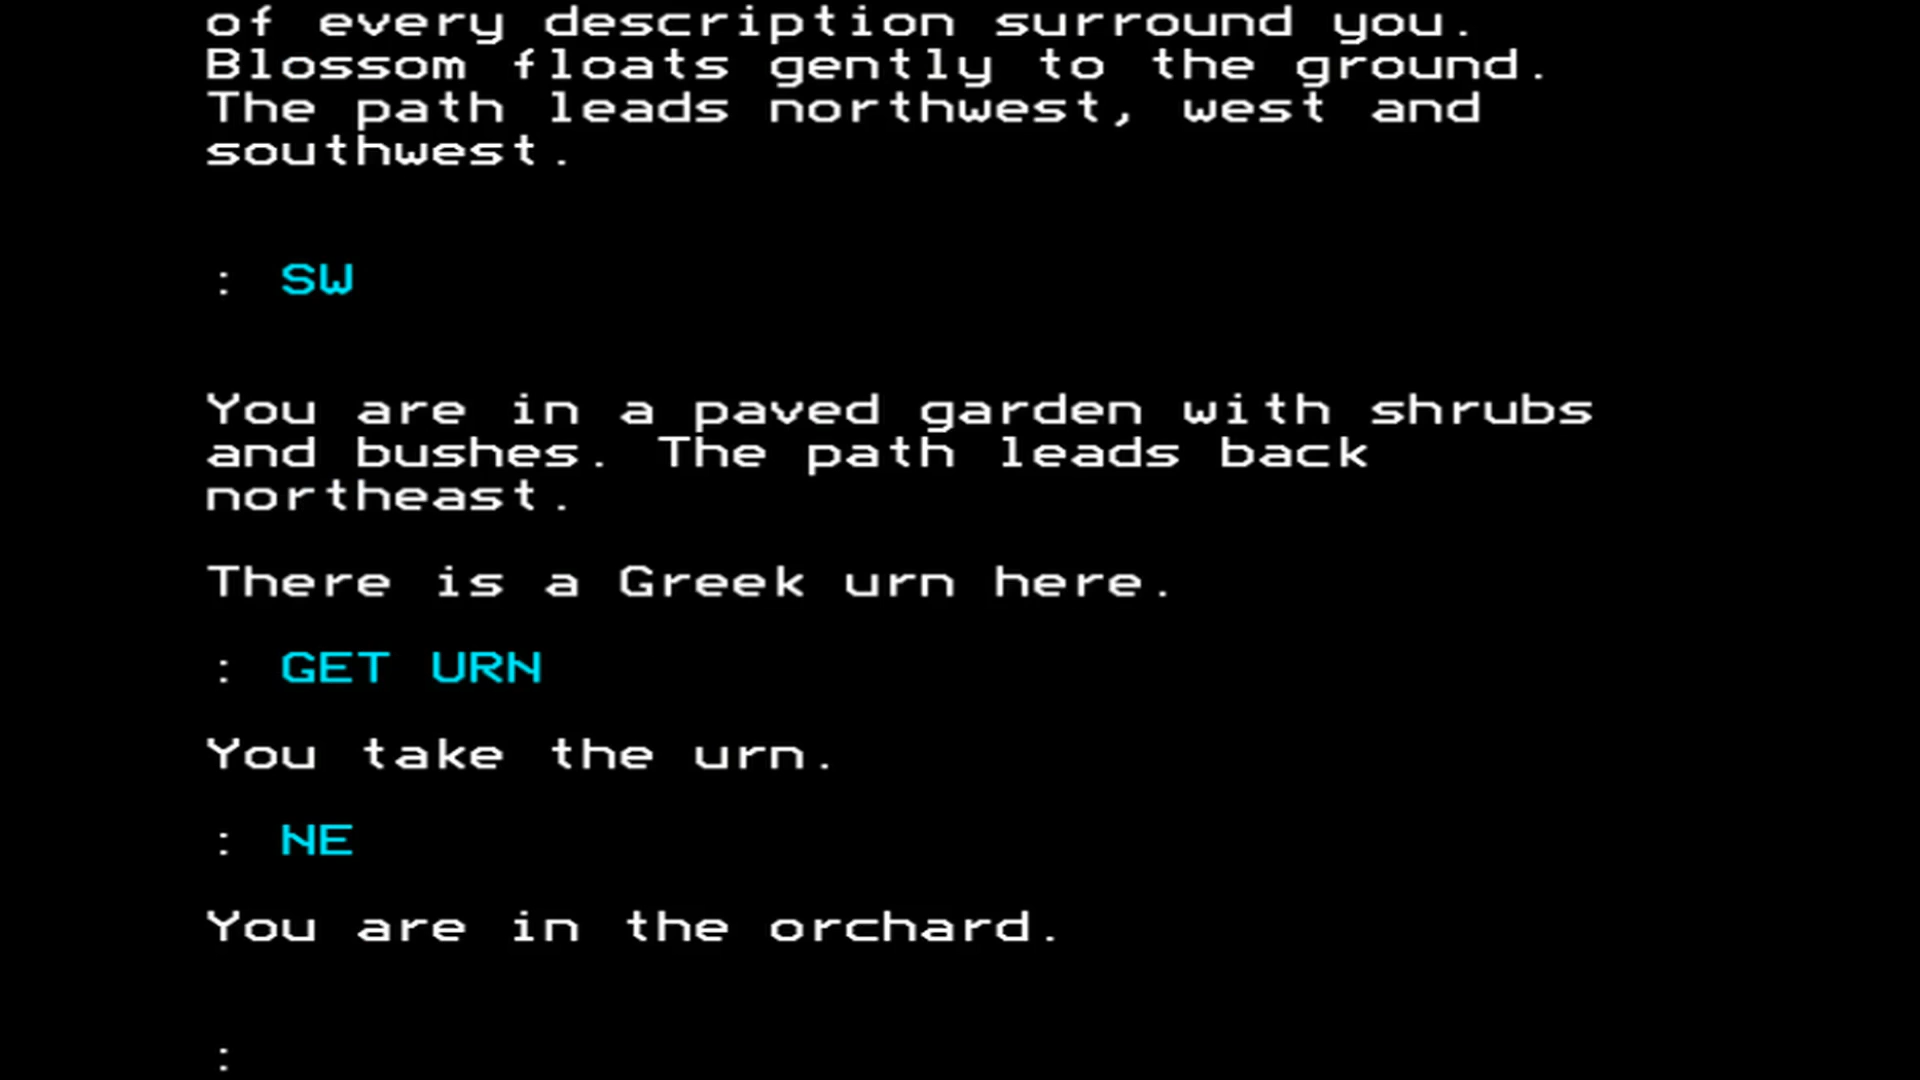 of every description surround you.
Blossom floats gently to the ground.
The path leads northwest, west and
southwest.
: SW
You are in a paved garden with shrubs
and bushes. The path leads back
northeast.
There is a Greek urn here.
: GET URN
You take the urn.
: NE
You are in the orchard.
: